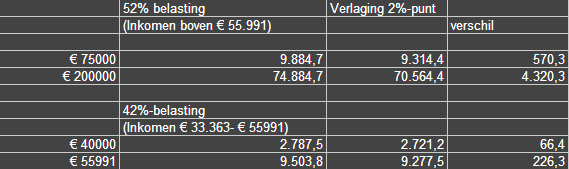 52% belasting Verlaging 2%-punt
(Inkomen boven € 55.991) verschil
€ 75000 9.884,7 9.314,4 570,3
€ 200000 74.884,7 70.564,4 4.320,3
42%-belasting
(Inkomen € 33.363- € 55991)
€ 40000 2.787,5 2.721,2 66,4
€ 55991 9.503,8 9.277,5 226,3